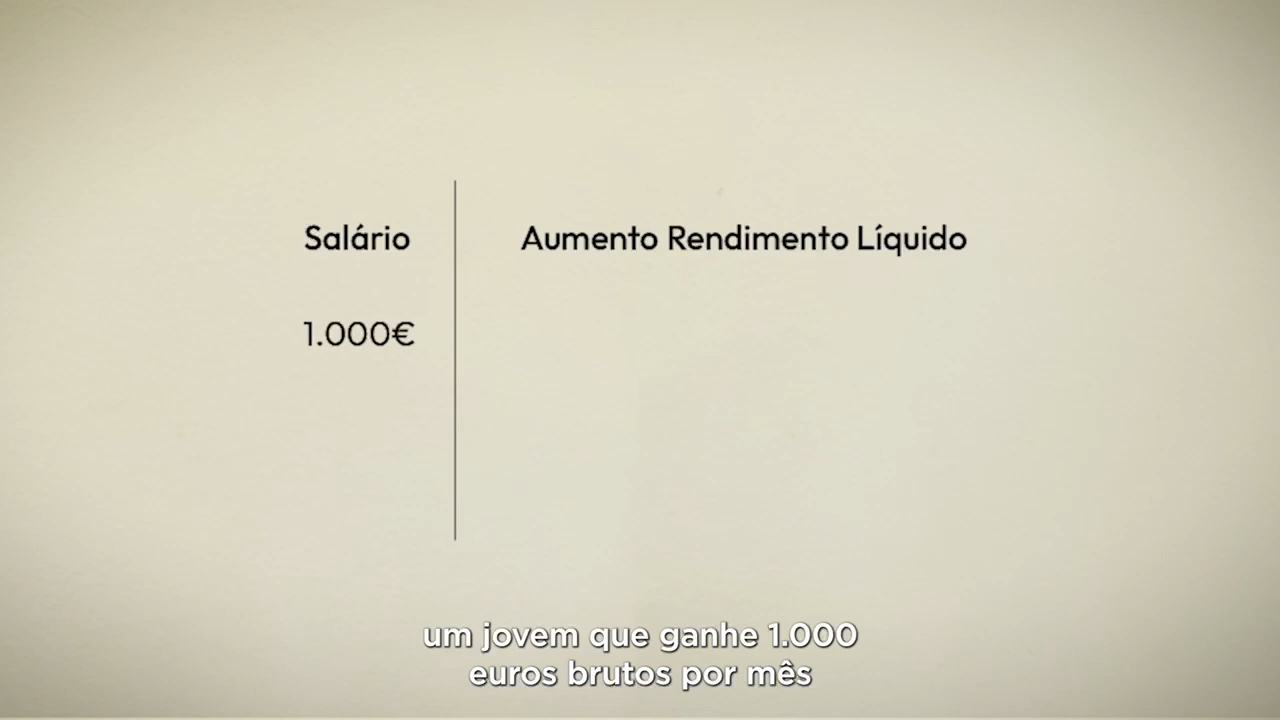 Salário
Aumento Rendimento Líquido
1.000€
um jovem que ganhe 1.000
euros brutos por mês